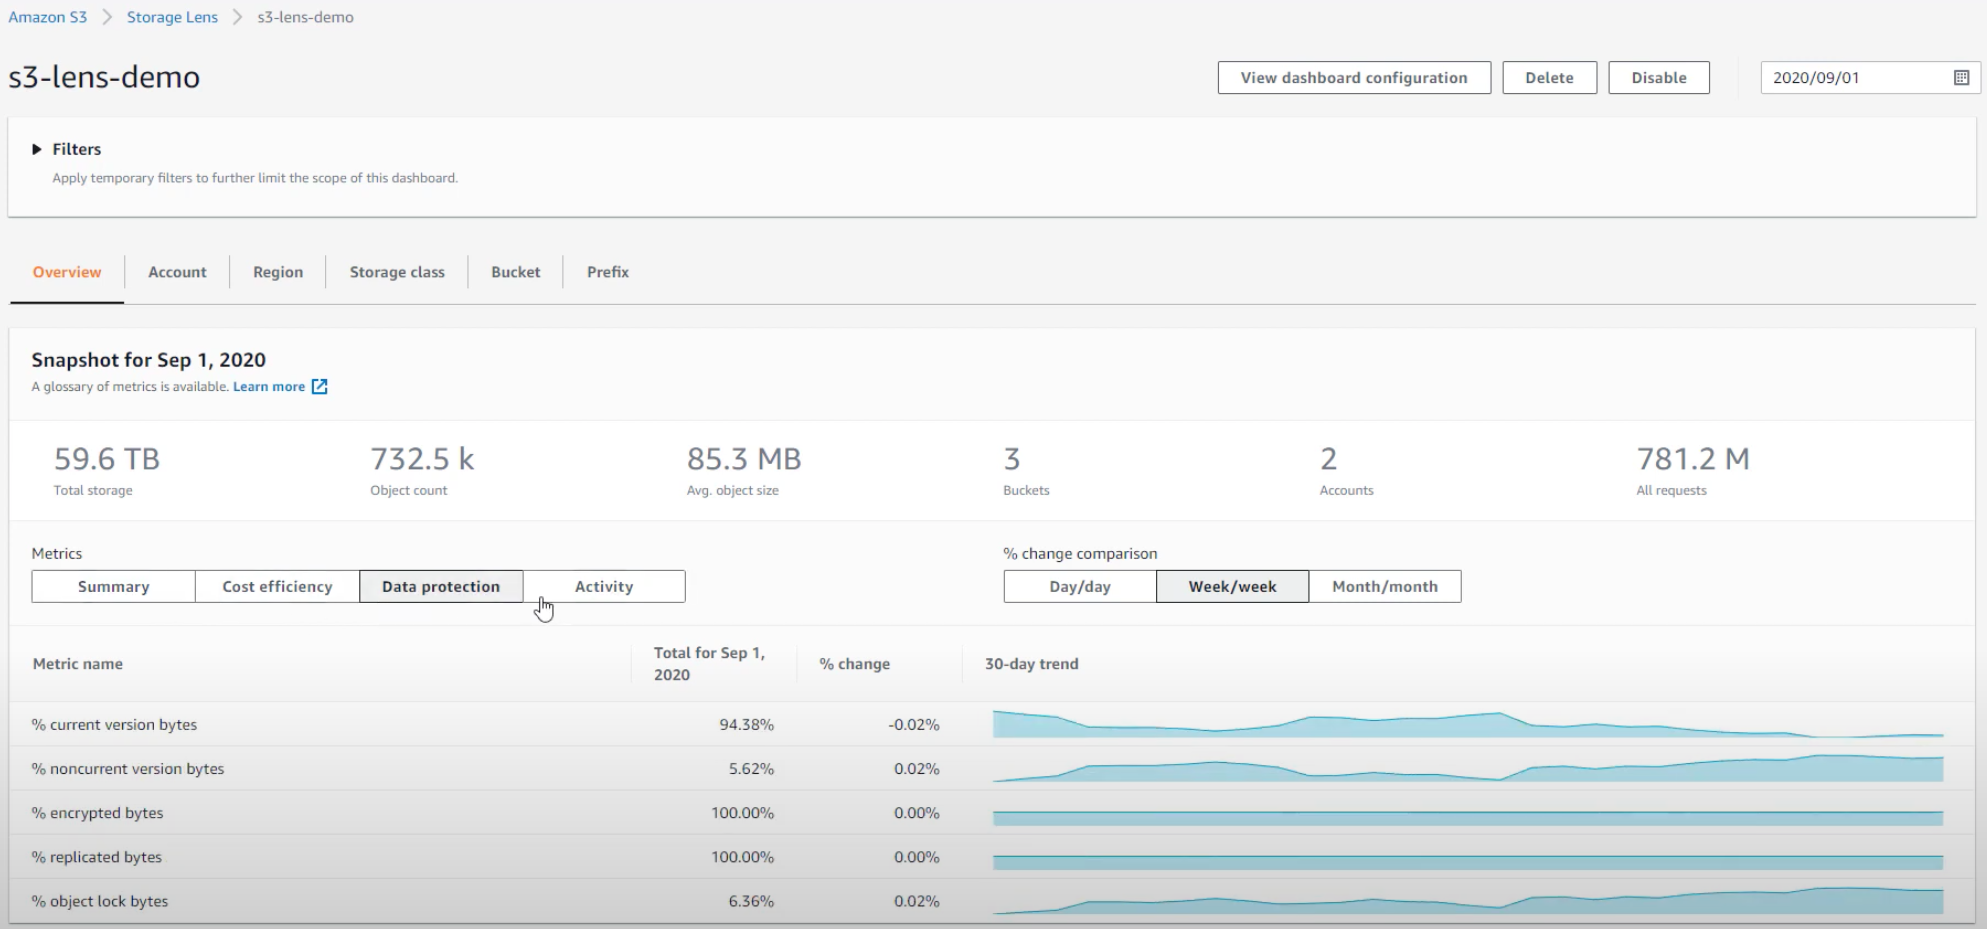 Amazon S3 > Storage Lens > s3-lens-demo
s3-lens-demo
View dashboard configuration
Delete
Disable
2020/09/01
Filters
Apply temporary filters to further limit the scope of this dashboard.
Overview
Account
Region
Storage class
Bucket
Prefix
Snapshot for Sep 1, 2020
A glossary of metrics is available. Learn more
59.6 TB
Total storage
732.5 k
Object count
85.3 MB
Avg. object size
3
Buckets
2
Accounts
781.2 M
All requests
Metrics
Summary
Cost efficiency
Data protection
Activity
% change comparison
Day/day
Week/week
Month/month
Metric name
Total for Sep 1,
2020
% change
30-day trend
% current version bytes 94.38% -0.02%
% noncurrent version bytes 5.62% 0.02%
% encrypted bytes 100.00% 0.00%
% replicated bytes 100.00% 0.00%
% object lock bytes 6.36% 0.02%